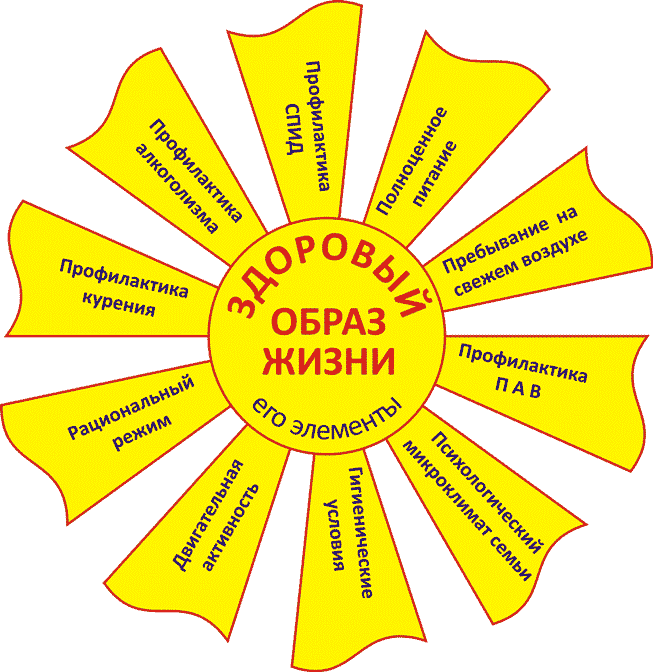 ЗДОРОВЫЙ
ОБРАЗ
ЖИЗНИ
его элементы
Профилактика
СПИД
Полноценное
питание
Пребывание на
свежем воздухе
Профилактика
П А В
Психологический
микроклимат семьи
Гигиенические
условия
Двигательная
активность
Рациональный
режим
Профилактика
курения
Профилактика
алкоголизма